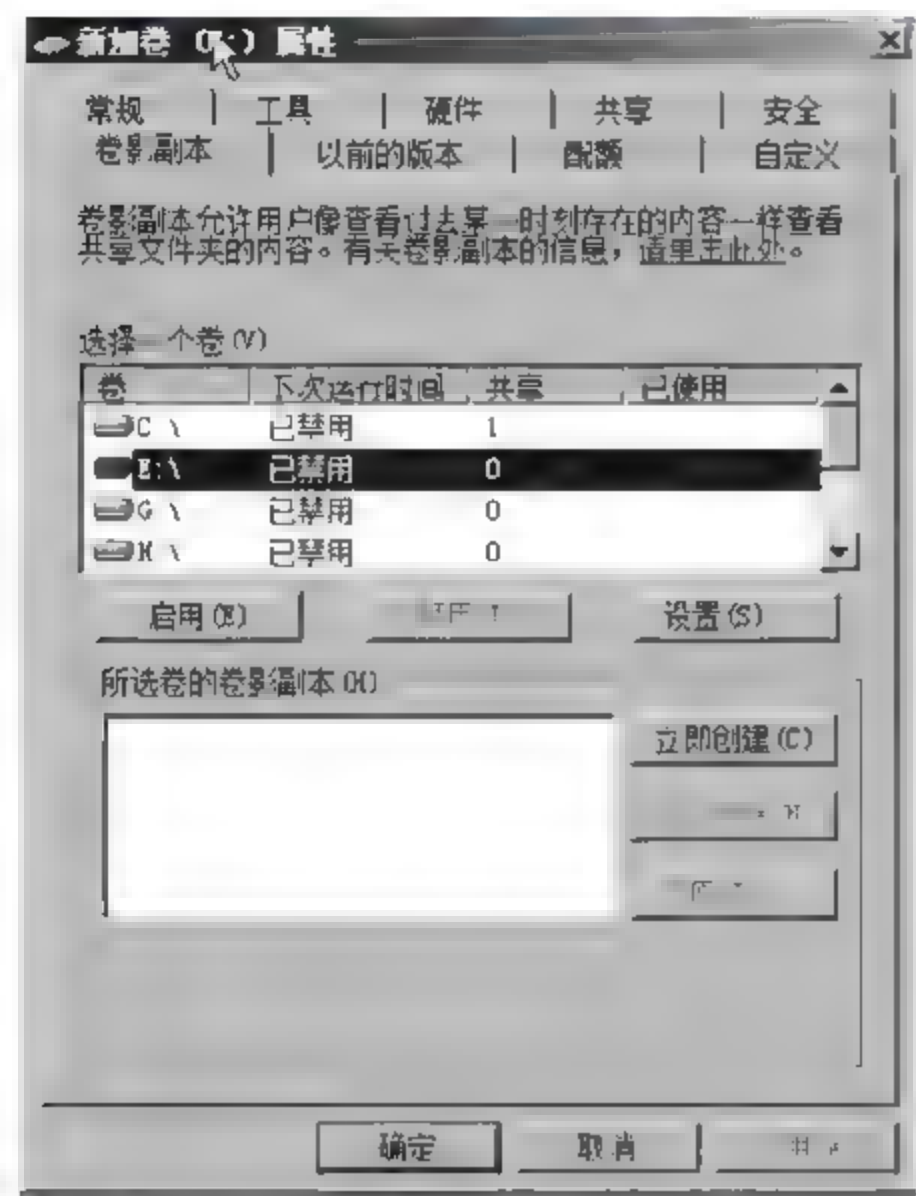 新加卷 (E:) 属性
常规 工具 硬件 共享 安全
卷影副本 以前的版本 配额 自定义
卷影副本允许用户像查看过去某一时刻存在的内容一样查看
共享文件夹的内容。有关卷影副本的信息，请单击此处。
选择一个卷(V)
卷 下次运行时间 共享 已使用
C:\ 已禁用 1
E:\ 已禁用 0
G:\ 已禁用 0
H:\ 已禁用 0
启用(E) 设置(S)
所选卷的卷影副本(H)
立即创建(C)
确定 取消